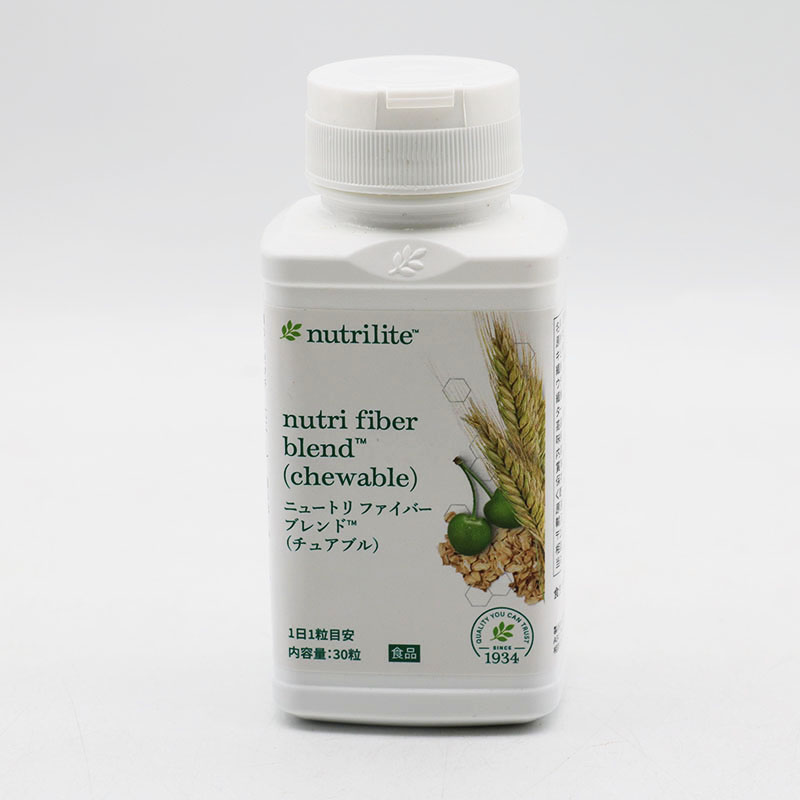 nutrilite™
nutri fiber
blend™
(chewable)
ニュートリ ファイバー
ブレンド™
(チュアブル)
1日1粒目安
内容量:30粒
食品
QUALITY YOU CAN TRUST
SINCE
1934